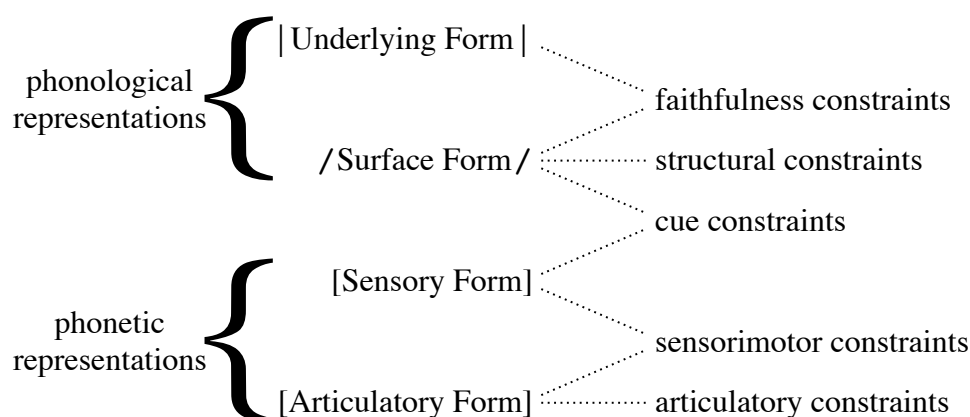 |Underlying Form|
phonological
representations
faithfulness constraints
/Surface Form/
structural constraints
cue constraints
[Sensory Form]
phonetic
representations
sensorimotor constraints
[Articulatory Form]
articulatory constraints